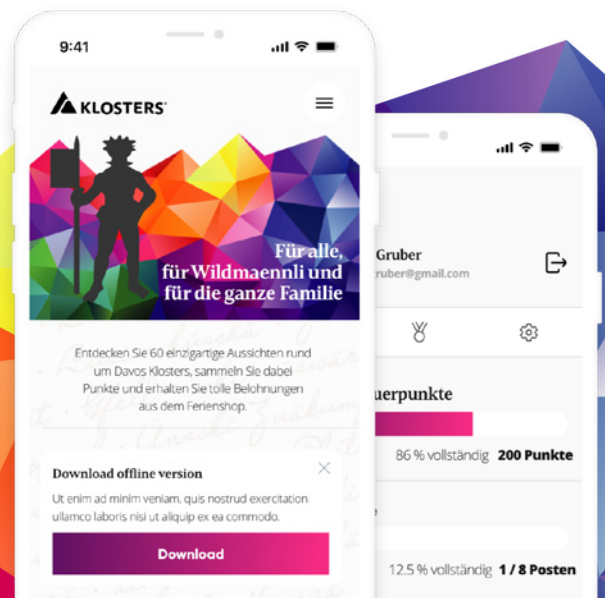 9:41
KLOSTERS
Für alle,
für Wildmaennli und
für die ganze Familie
Entdecken Sie 60 einzigartige Aussichten rund
um Davos Klosters, sammeln Sie dabei
Punkte und erhalten Sie tolle Belohnungen
aus dem Ferienshop.
Download offline version
Ut enim ad minim veniam, quis nostrud exercitation
ullamco laboris nisi ut aliquip ex ea commodo.
Download
Gruber
gruber@gmail.com
uerpunkte
86 % vollständig 200 Punkte
e
12.5 % vollständig 1 / 8 Posten